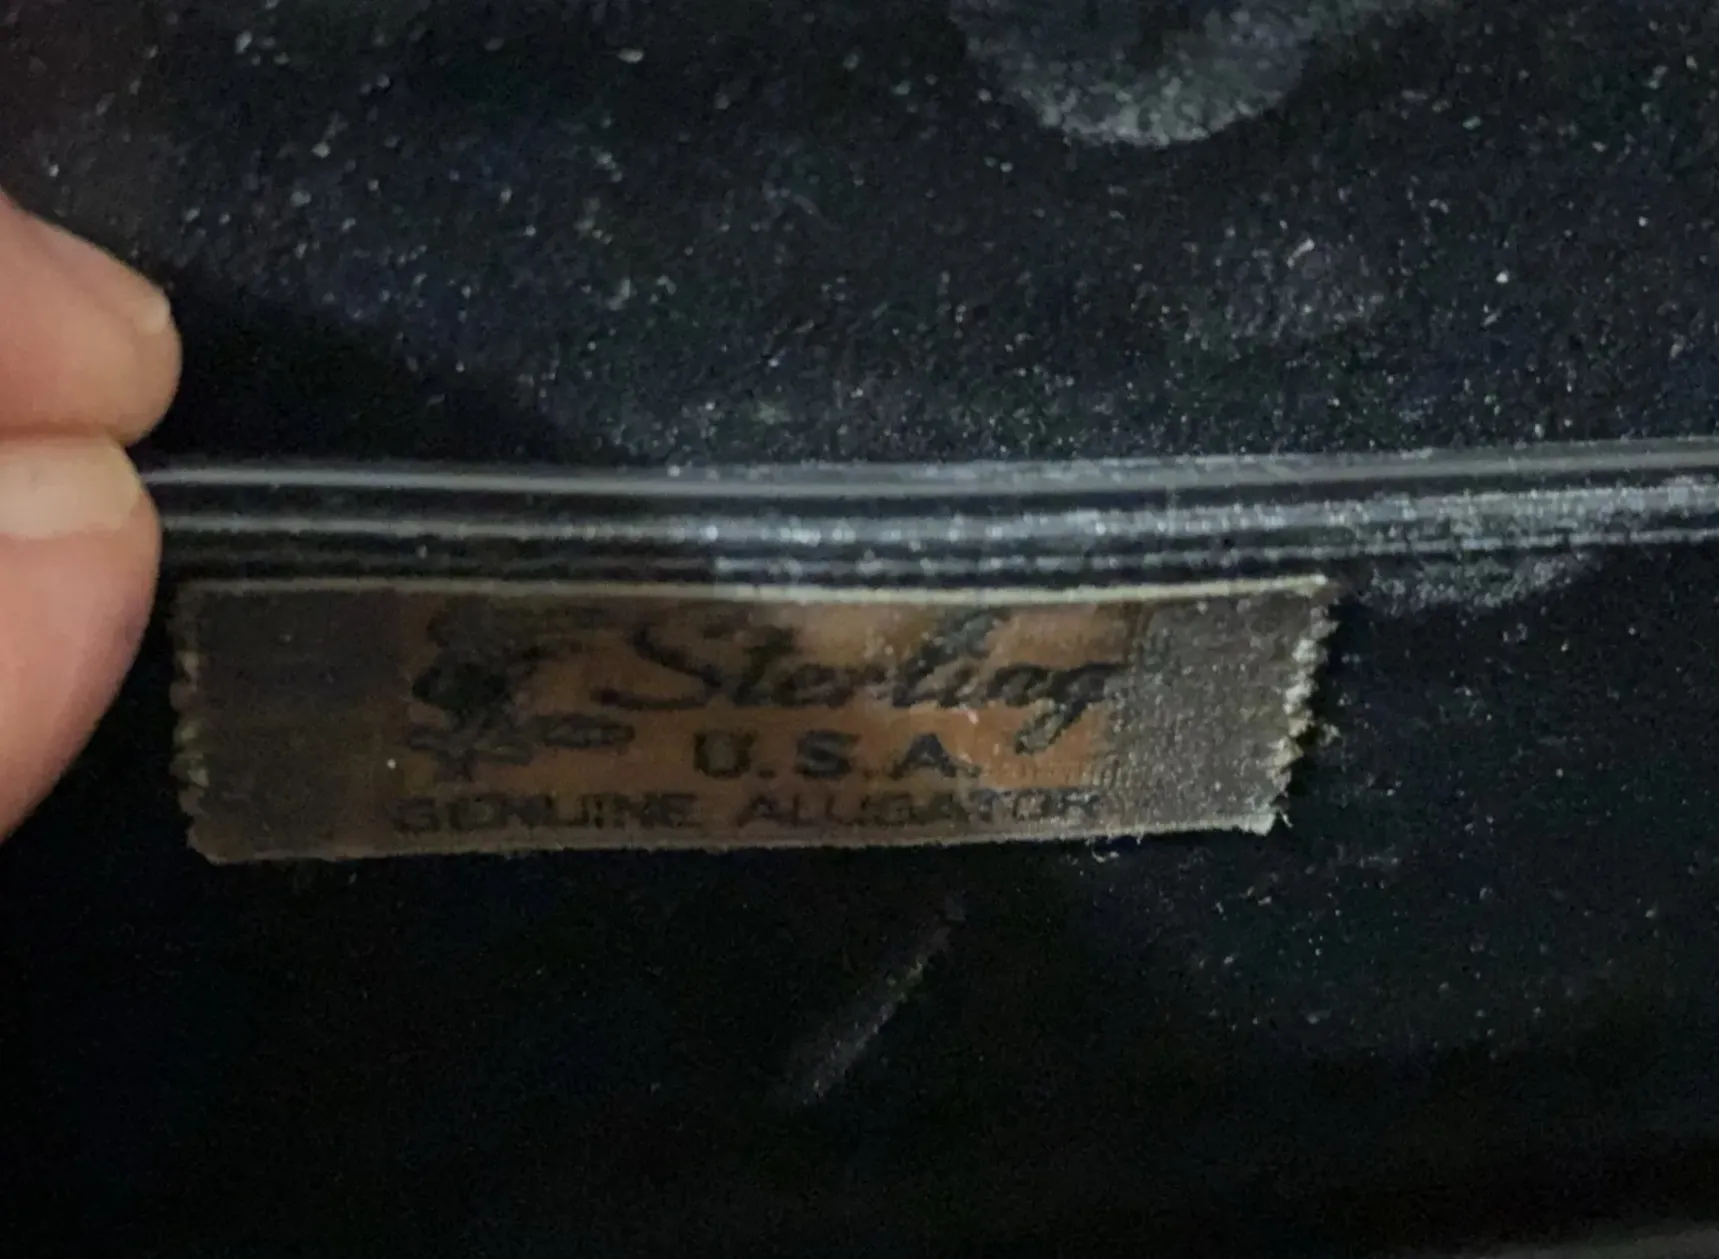 Sterling
U.S.A.
GENUINE ALLIGATOR